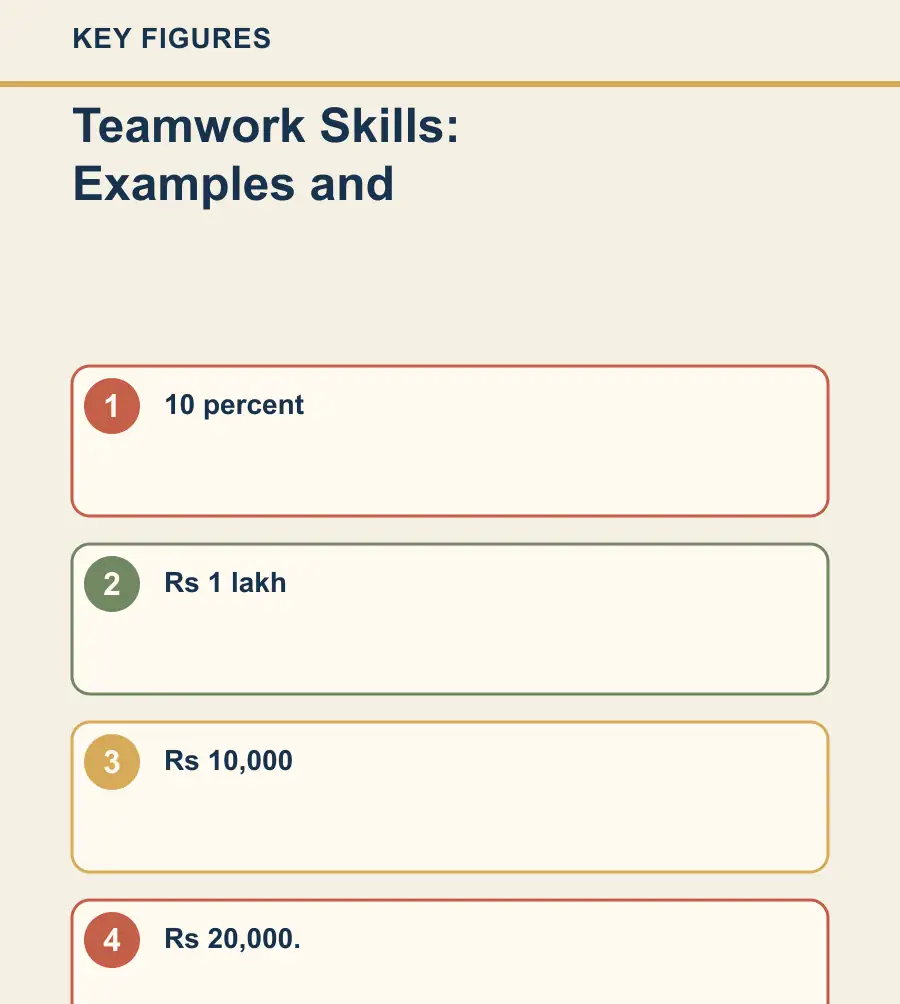 KEY FIGURES
Teamwork Skills:
Examples and
1 10 percent
2 Rs 1 lakh
3 Rs 10,000
4 Rs 20,000.